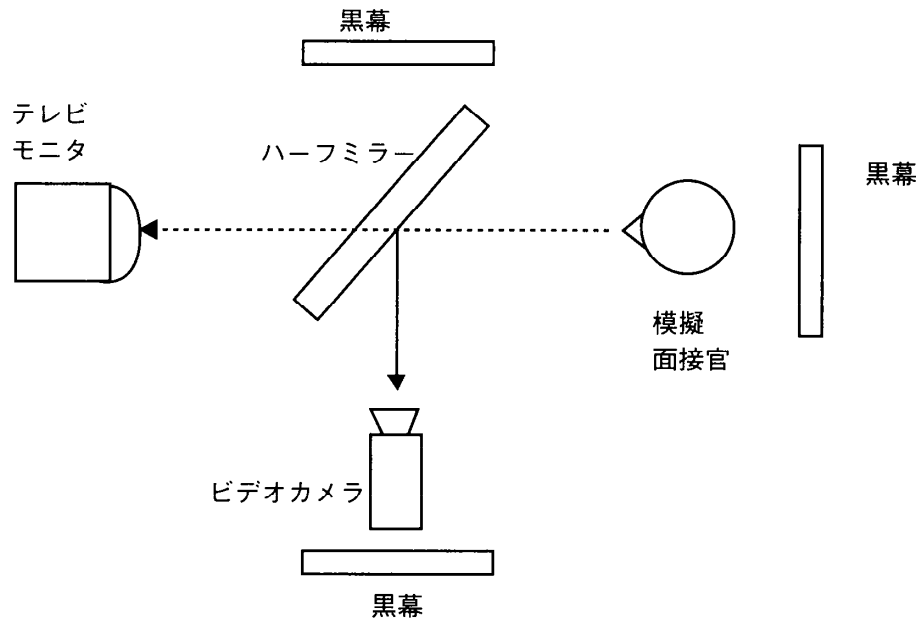 黒幕
テレビ
モニタ
ハーフミラー
黒幕
模擬
面接官
ビデオカメラ
黒幕